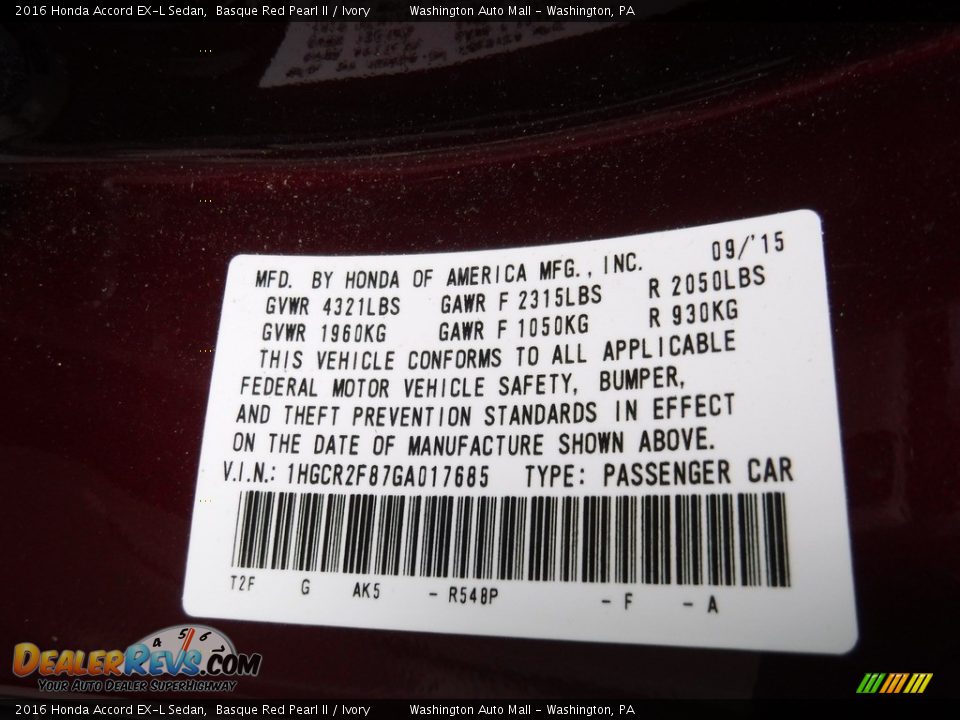 2016 Honda Accord EX-L Sedan, Basque Red Pearl II / Ivory Washington Auto Mall - Washington, PA
MFD. BY HONDA OF AMERICA MFG., INC. 09/'15
GVWR 4321LBS GAWR F 2315LBS R 2050LBS
GVWR 1960KG GAWR F 1050KG R 930KG
THIS VEHICLE CONFORMS TO ALL APPLICABLE
FEDERAL MOTOR VEHICLE SAFETY, BUMPER,
AND THEFT PREVENTION STANDARDS IN EFFECT
ON THE DATE OF MANUFACTURE SHOWN ABOVE.
V.I.N.: 1HGCR2F87GA017685 TYPE: PASSENGER CAR
T2F G AK5 - R548P - F - A
4 5 6
DealerRevs.com
Your Auto Dealer SuperHighway
2016 Honda Accord EX-L Sedan, Basque Red Pearl II / Ivory Washington Auto Mall - Washington, PA